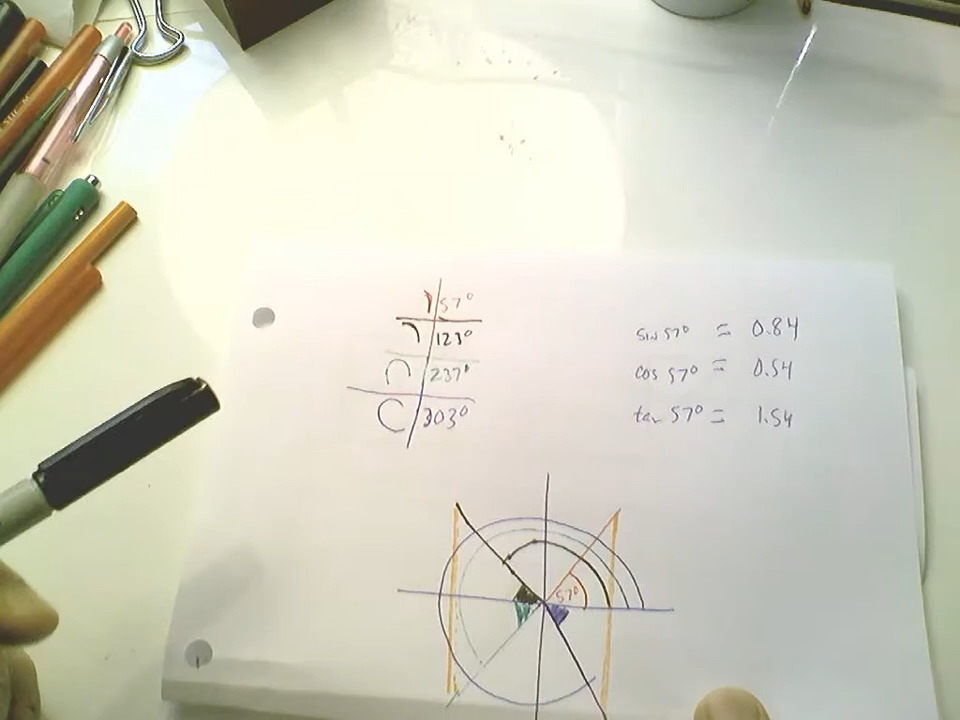 57°
123°
237°
303°
sin 57° = 0.84
cos 57° = 0.54
tan 57° = 1.54
57°